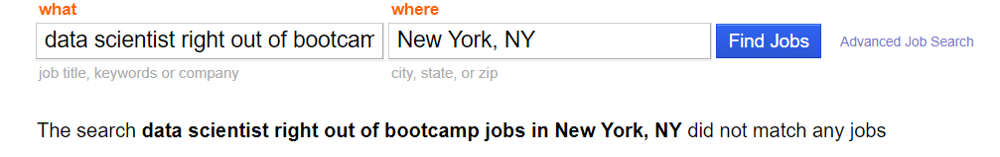 what where
data scientist right out of bootcam New York, NY Find Jobs Advanced Job Search
job title, keywords or company city, state, or zip
The search data scientist right out of bootcamp jobs in New York, NY did not match any jobs